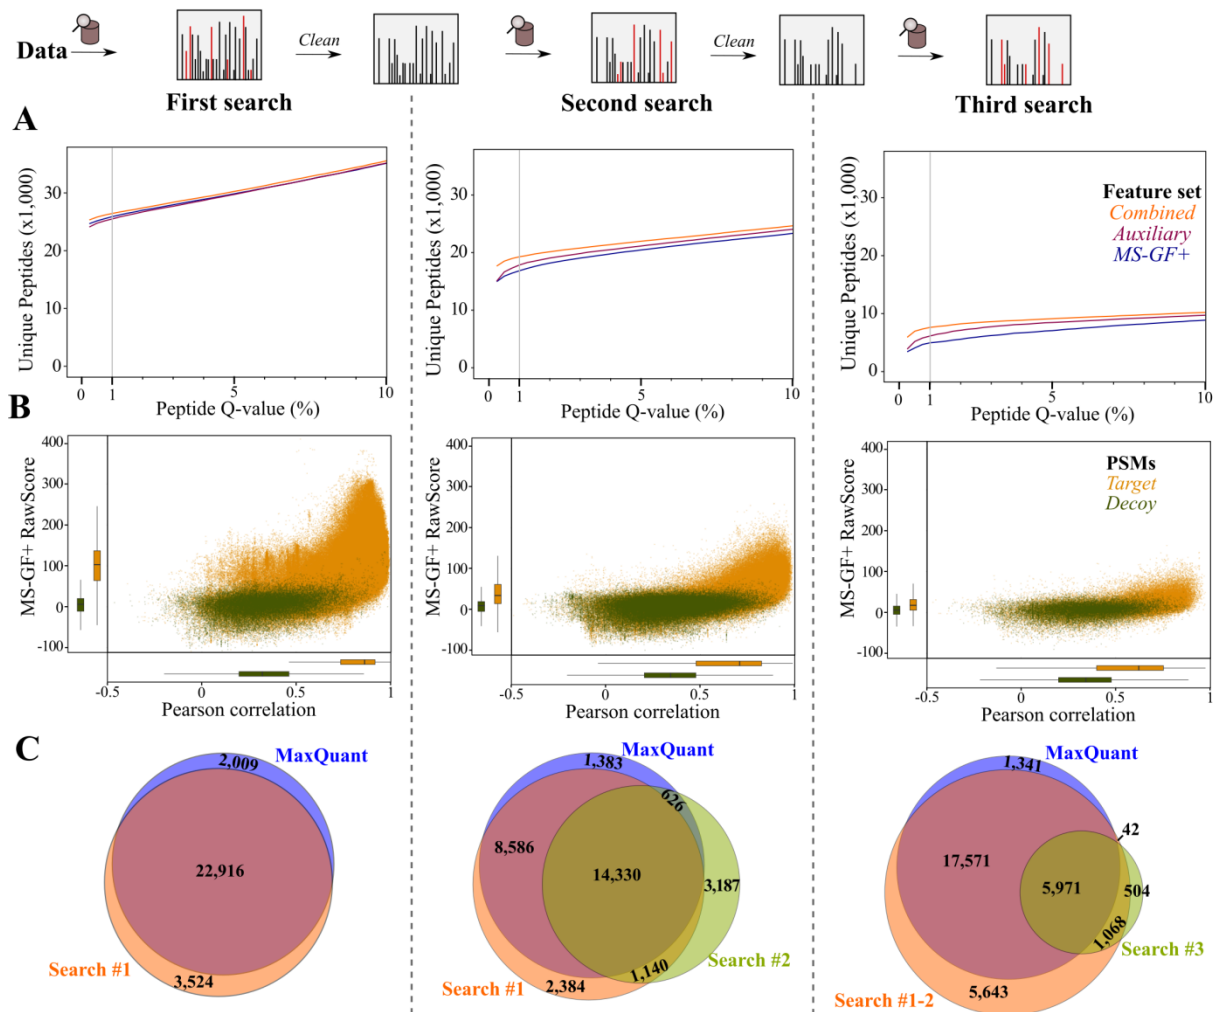 Data
Clean
Clean
First search
Second search
Third search
A
Unique Peptides (x1,000)
30
20
10
0
0
1
5
10
Peptide Q-value (%)
Unique Peptides (x1,000)
30
20
10
0
0
1
5
10
Peptide Q-value (%)
Unique Peptides (x1,000)
30
20
10
0
0
1
5
10
Peptide Q-value (%)
Feature set
Combined
Auxiliary
MS-GF+
B
MS-GF+ RawScore
400
300
200
100
0
-100
-0.5
0
0.5
1
Pearson correlation
MS-GF+ RawScore
400
300
200
100
0
-100
-0.5
0
0.5
1
Pearson correlation
MS-GF+ RawScore
400
300
200
100
0
-100
-0.5
0
0.5
1
Pearson correlation
PSMs
Target
Decoy
C
2,009
MaxQuant
22,916
Search #1
3,524
MaxQuant
1,383
626
8,586
14,330
3,187
1,140
Search #2
Search #1
2,384
MaxQuant
1,341
42
17,571
5,971
504
1,068
Search #3
Search #1-2
5,643